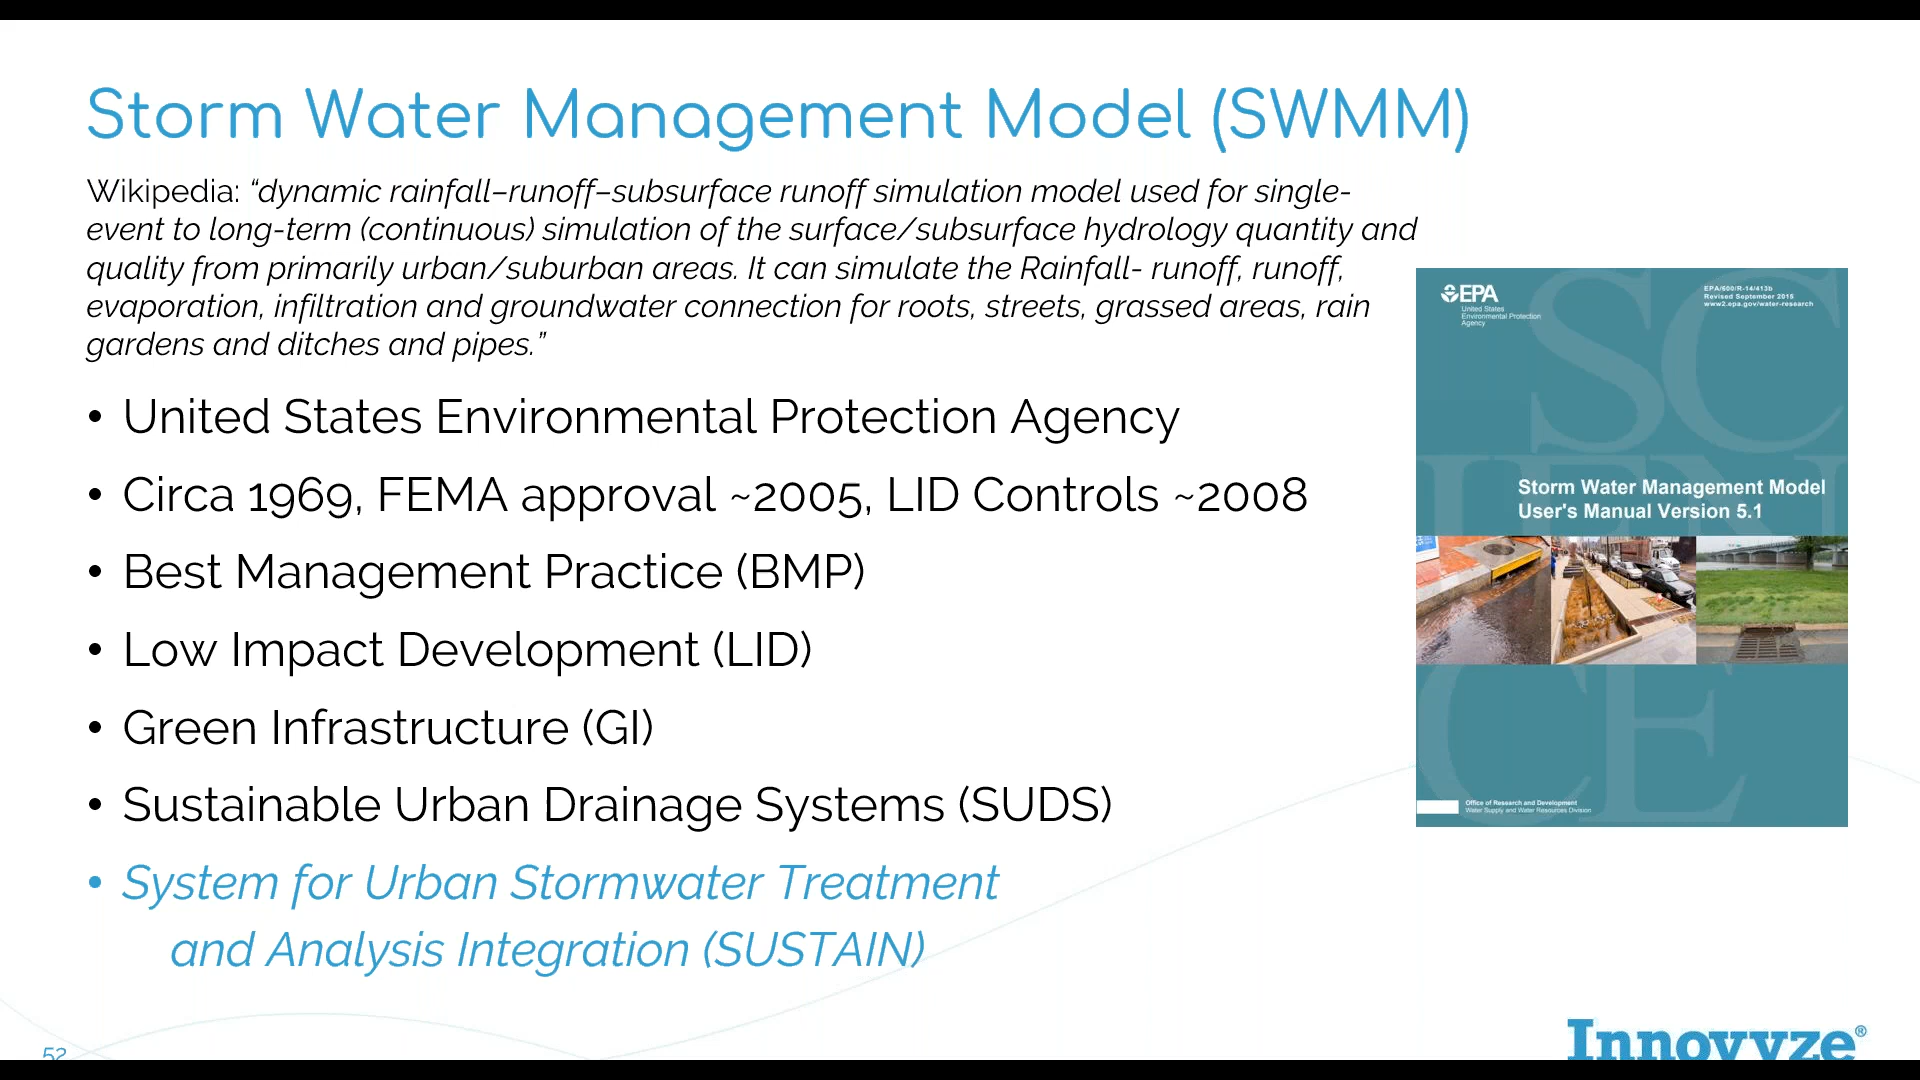 Storm Water Management Model (SWMM)
Wikipedia: “dynamic rainfall–runoff–subsurface runoff simulation model used for single-
event to long-term (continuous) simulation of the surface/subsurface hydrology quantity and
quality from primarily urban/suburban areas. It can simulate the Rainfall- runoff, runoff,
evaporation, infiltration and groundwater connection for roots, streets, grassed areas, rain
gardens and ditches and pipes.”
• United States Environmental Protection Agency
• Circa 1969, FEMA approval ~2005, LID Controls ~2008
• Best Management Practice (BMP)
• Low Impact Development (LID)
• Green Infrastructure (GI)
• Sustainable Urban Drainage Systems (SUDS)
• System for Urban Stormwater Treatment
and Analysis Integration (SUSTAIN)
EPA
United States
Environmental Protection
Agency
EPA/600/R-14/413b
Revised September 2015
www2.epa.gov/water-research
SCIENCE
Storm Water Management Model
User's Manual Version 5.1
Office of Research and Development
Water Supply and Water Resources Division
52
Innovyze®